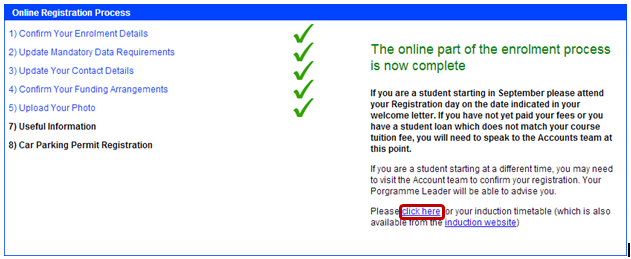 Online Registration Process
1) Confirm Your Enrolment Details
2) Update Mandatory Data Requirements
3) Update Your Contact Details
4) Confirm Your Funding Arrangements
5) Upload Your Photo
7) Useful Information
8) Car Parking Permit Registration
The online part of the enrolment process
is now complete
If you are a student starting in September please attend
your Registration day on the date indicated in your
welcome letter. If you have not yet paid your fees or you
have a student loan which does not match your course
tuition fee, you will need to speak to the Accounts team at
this point.
If you are a student starting at a different time, you may need
to visit the Account team to confirm your registration. Your
Porgramme Leader will be able to advise you.
Please click here for your induction timetable (which is also
available from the induction website)